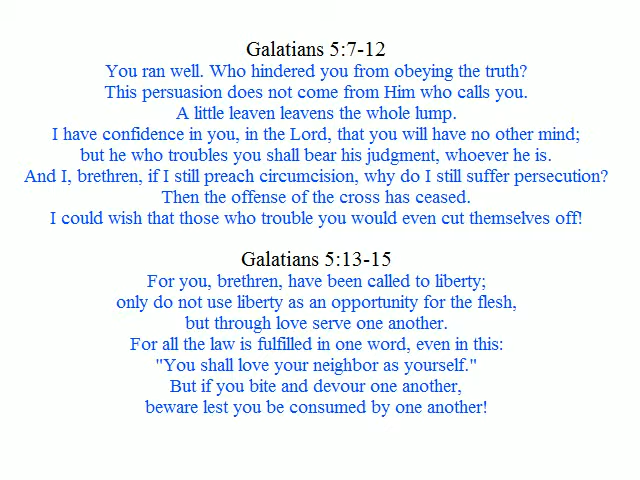 Galatians 5:7-12
You ran well. Who hindered you from obeying the truth?
This persuasion does not come from Him who calls you.
A little leaven leavens the whole lump.
I have confidence in you, in the Lord, that you will have no other mind;
but he who troubles you shall bear his judgment, whoever he is.
And I, brethren, if I still preach circumcision, why do I still suffer persecution?
Then the offense of the cross has ceased.
I could wish that those who trouble you would even cut themselves off!
Galatians 5:13-15
For you, brethren, have been called to liberty;
only do not use liberty as an opportunity for the flesh,
but through love serve one another.
For all the law is fulfilled in one word, even in this:
"You shall love your neighbor as yourself."
But if you bite and devour one another,
beware lest you be consumed by one another!